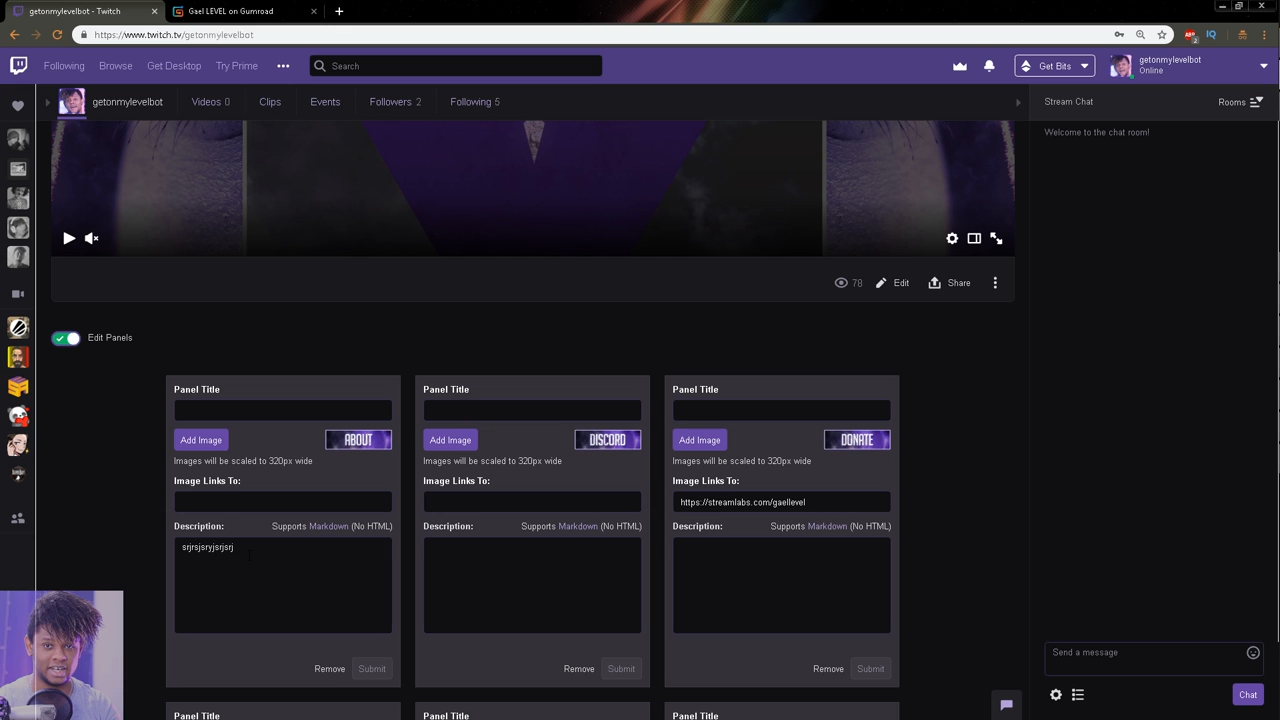 getonmylevelbot - Twitch
Gael LEVEL on Gumroad
https://www.twitch.tv/getonmylevelbot
2
Following
Browse
Get Desktop
Try Prime
Search
Get Bits
getonmylevelbot
Online
getonmylevelbot
Videos 0
Clips
Events
Followers 2
Following 5
Stream Chat
Rooms
Welcome to the chat room!
78
Edit
Share
Edit Panels
Panel Title
Add Image
ABOUT
Images will be scaled to 320px wide
Image Links To:
Description:
Supports Markdown (No HTML)
srjrsjsryjsrjsrj
Remove
Submit
Panel Title
Add Image
DISCORD
Images will be scaled to 320px wide
Image Links To:
Description:
Supports Markdown (No HTML)
Remove
Submit
Panel Title
Add Image
DONATE
Images will be scaled to 320px wide
Image Links To:
https://streamlabs.com/gaellevel
Description:
Supports Markdown (No HTML)
Remove
Submit
Panel Title
Panel Title
Panel Title
Send a message
Chat